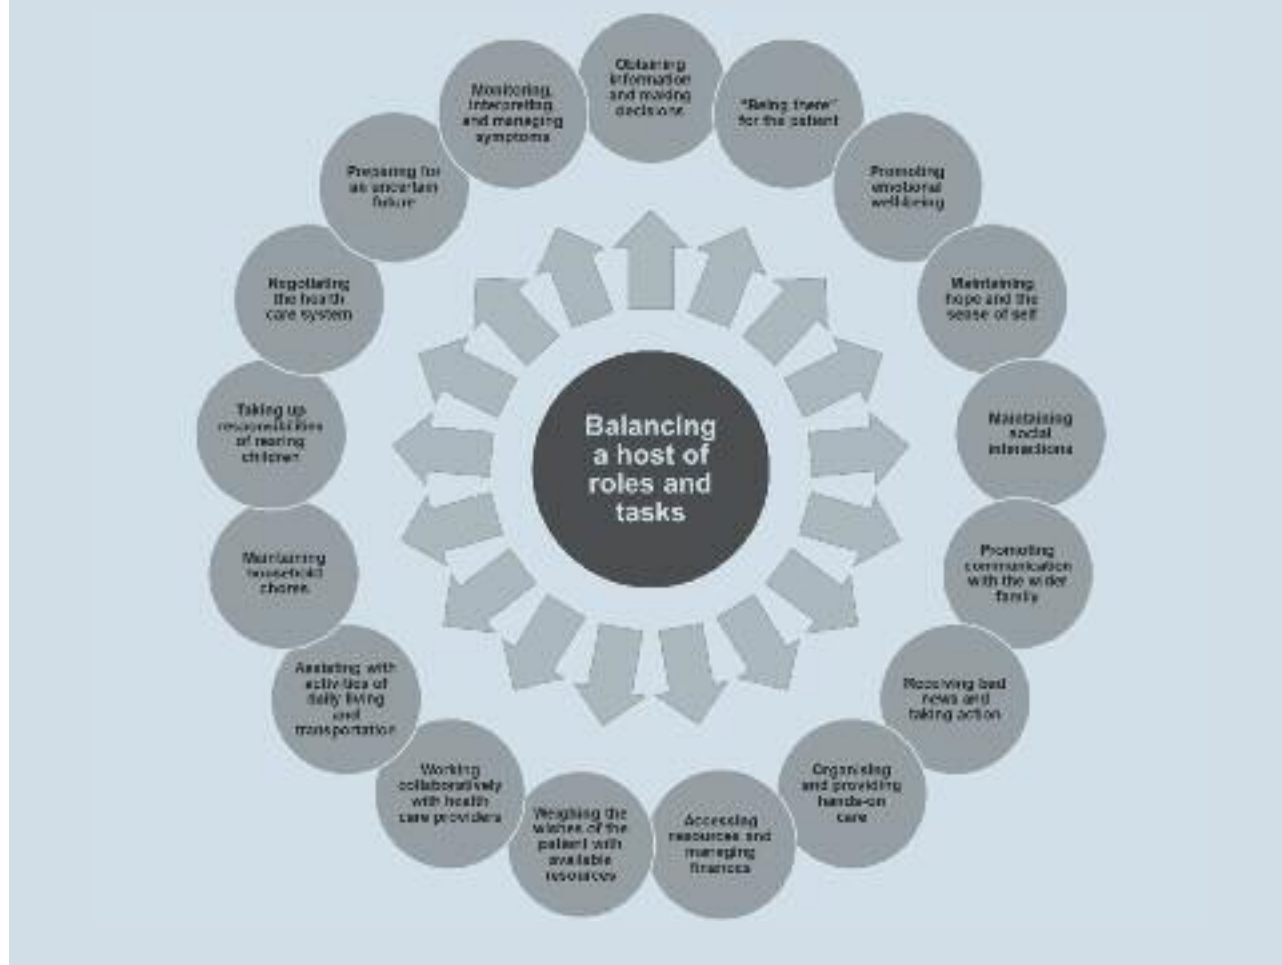 Obtaining
information
and making
decisions
"Being there"
for the patient
Promoting
emotional
well-being
Maintaining
hope and the
sense of self
Maintaining
social
interactions
Promoting
communication
with the wider
family
Receiving bad
news and
taking action
Organising
and providing
hands-on
care
Accessing
resources and
managing
finances
Weighing the
wishes of the
patient with
available
resources
Working
collaboratively
with health
care providers
Assisting with
activities of
daily living
and
transportation
Maintaining
household
chores
Taking up
responsibilities
of rearing
children
Negotiating
the health
care system
Preparing for
an uncertain
future
Monitoring,
interpreting,
and managing
symptoms
Balancing
a host of
roles and
tasks